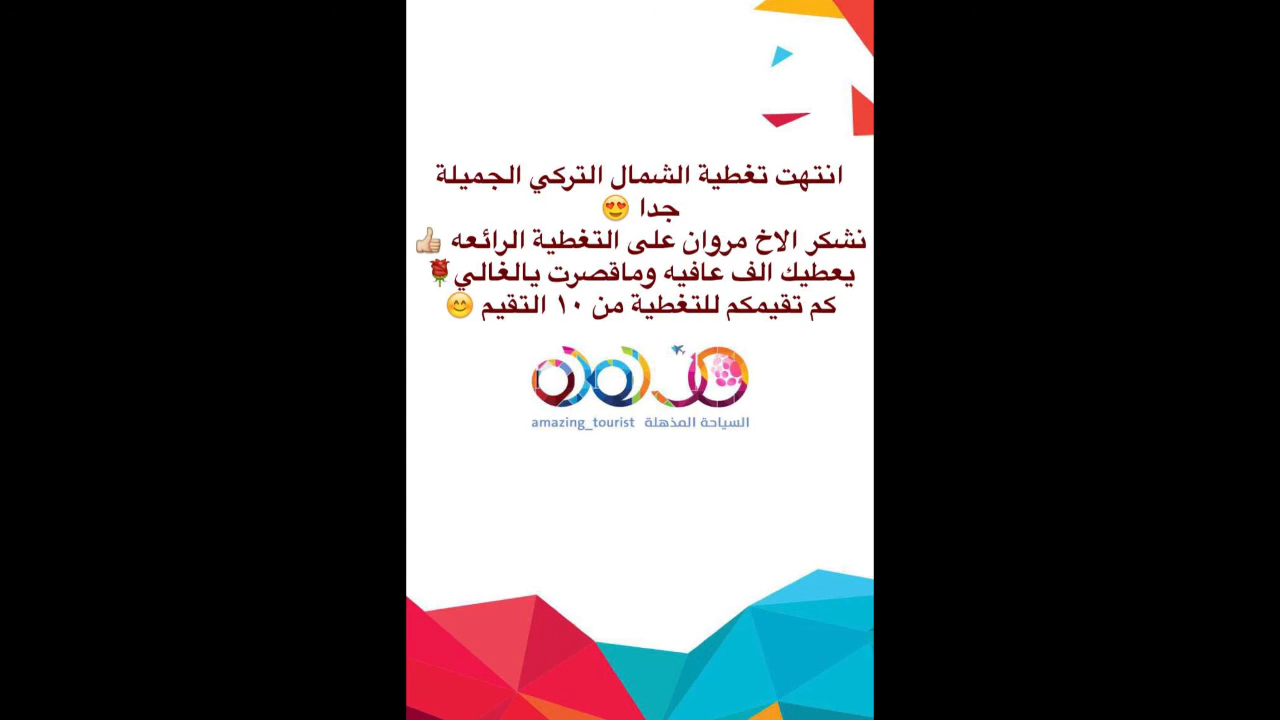 انتهت تغطية الشمال التركي الجميلة
جدا 😍
نشكر الاخ مروان على التغطية الرائعه 👍🏼
يعطيك الف عافيه وماقصرت يالغالي🌹
كم تقيمكم للتغطية من ١٠ التقيم 😊
السياحة المذهلة amazing_tourist